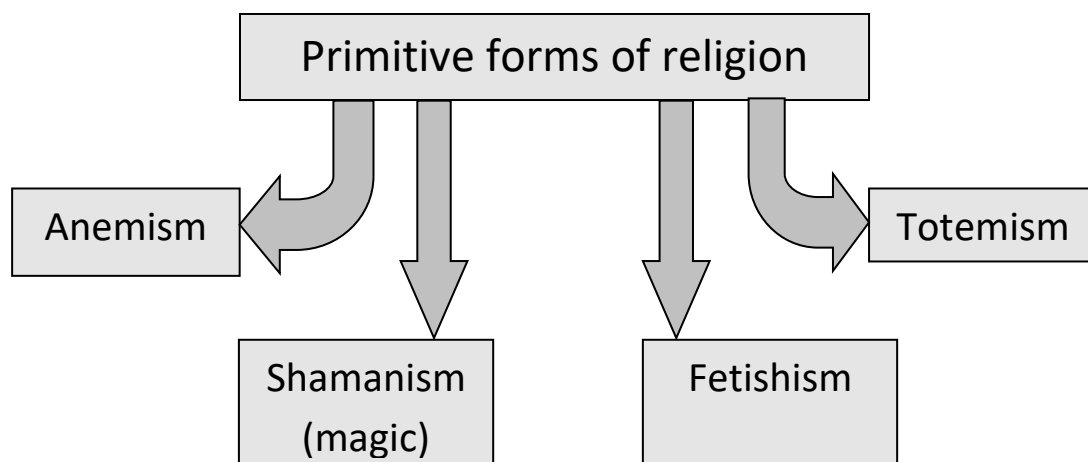 Primitive forms of religion
Anemism
Totemism
Shamanism
(magic)
Fetishism